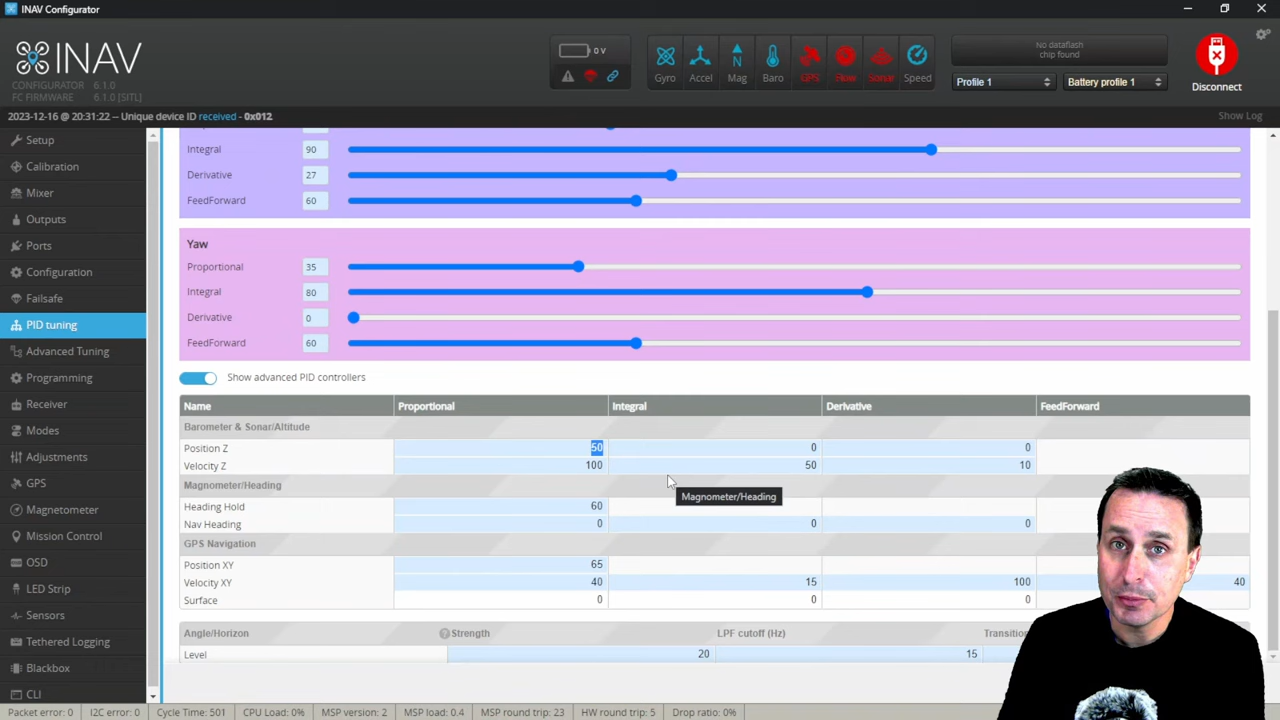 INAV Configurator
INAV
CONFIGURATOR 6.1.0
FC FIRMWARE 6.1.0 [SITL]
0 V
Gyro Accel Mag Baro GPS Flow Sonar Speed
No dataflash
chip found
Profile 1
Battery profile 1
Disconnect
2023-12-16 @ 20:31:22 -- Unique device ID received - 0x012
Show Log
Setup
Calibration
Mixer
Outputs
Ports
Configuration
Failsafe
PID tuning
Advanced Tuning
Programming
Receiver
Modes
Adjustments
GPS
Magnetometer
Mission Control
OSD
LED Strip
Sensors
Tethered Logging
Blackbox
CLI
Integral 90
Derivative 27
FeedForward 60
Yaw
Proportional 35
Integral 80
Derivative 0
FeedForward 60
Show advanced PID controllers
Name Proportional Integral Derivative FeedForward
Barometer & Sonar/Altitude
Position Z 50 0 0
Velocity Z 100 50 10
Magnometer/Heading
Magnometer/Heading
Heading Hold 60
Nav Heading 0 0 0
GPS Navigation
Position XY 65
Velocity XY 40 15 100 40
Surface 0 0 0
Angle/Horizon ? Strength LPF cutoff (Hz)
Level 20 15
Packet error: 0 I2C error: 0 Cycle Time: 501 CPU Load: 0% MSP version: 2 MSP load: 0.4 MSP round trip: 23 HW round trip: 5 Drop ratio: 0%